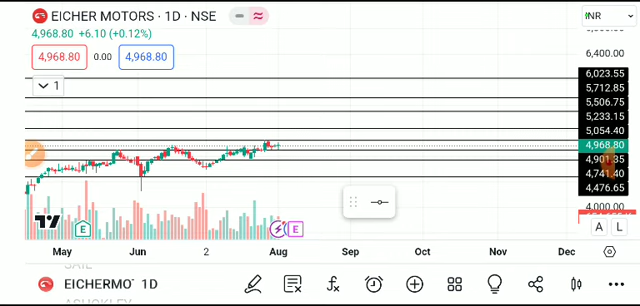 EICHER MOTORS · 1D · NSE
INR
4,968.80 +6.10 (+0.12%)
4,968.80 0.00 4,968.80
6,400.00
1
6,023.55
5,712.85
5,506.75
5,233.15
5,054.40
4,968.80
4,901.35
4,741.40
4,476.65
4,000.00
E
E
A L
May Jun 2 Aug Sep Oct Nov Dec
SAIL
EICHERMO 1D
ASHOKLEY